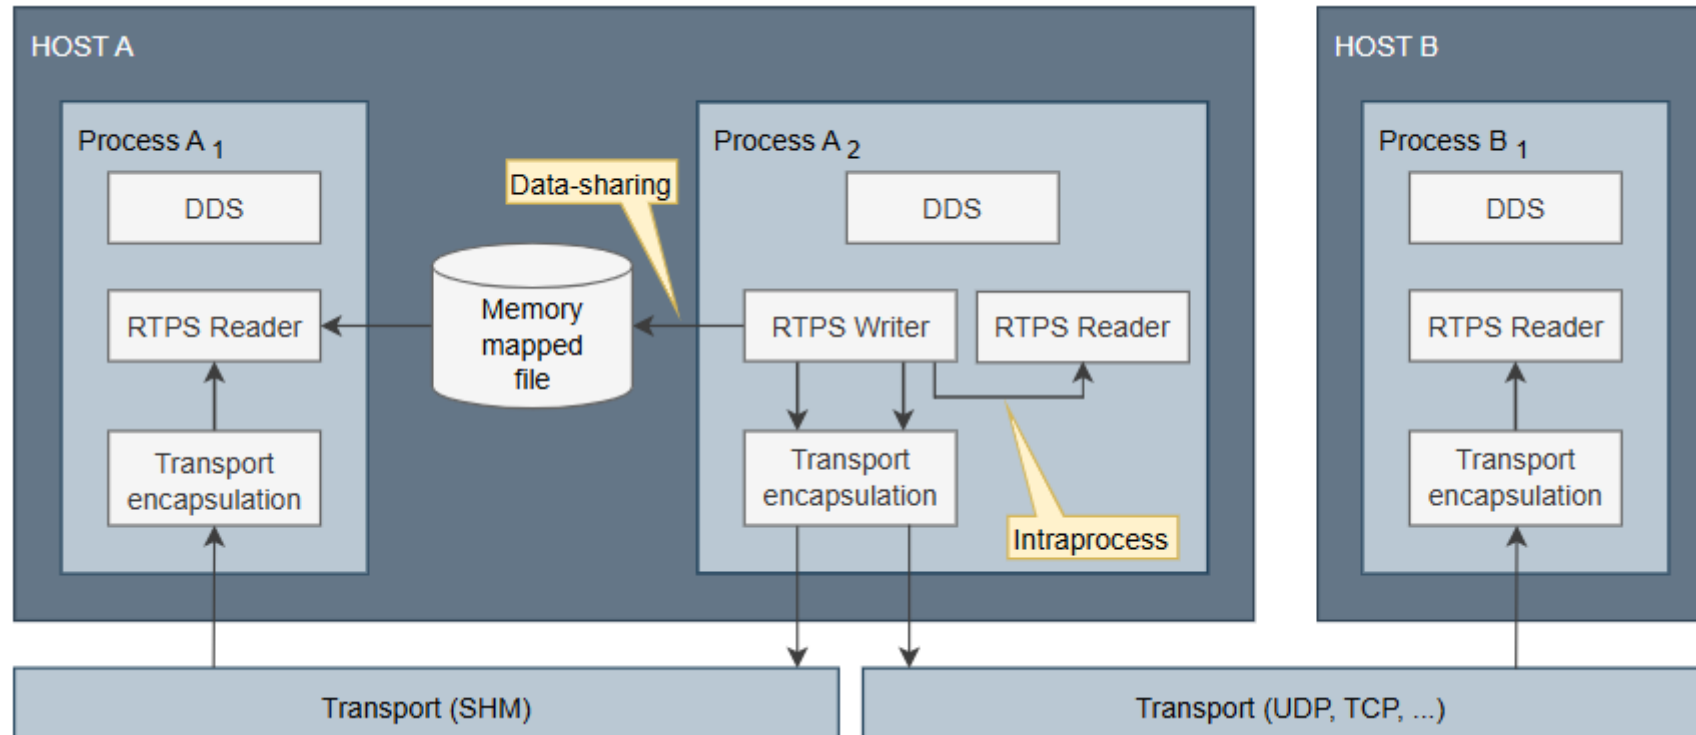 HOST A
HOST B
Process A 1
Process A 2
Process B 1
Data-sharing
DDS
DDS
DDS
RTPS Reader
Memory
mapped
file
RTPS Writer
RTPS Reader
RTPS Reader
Transport
encapsulation
Transport
encapsulation
Intraprocess
Transport
encapsulation
Transport (SHM)
Transport (UDP, TCP, ...)